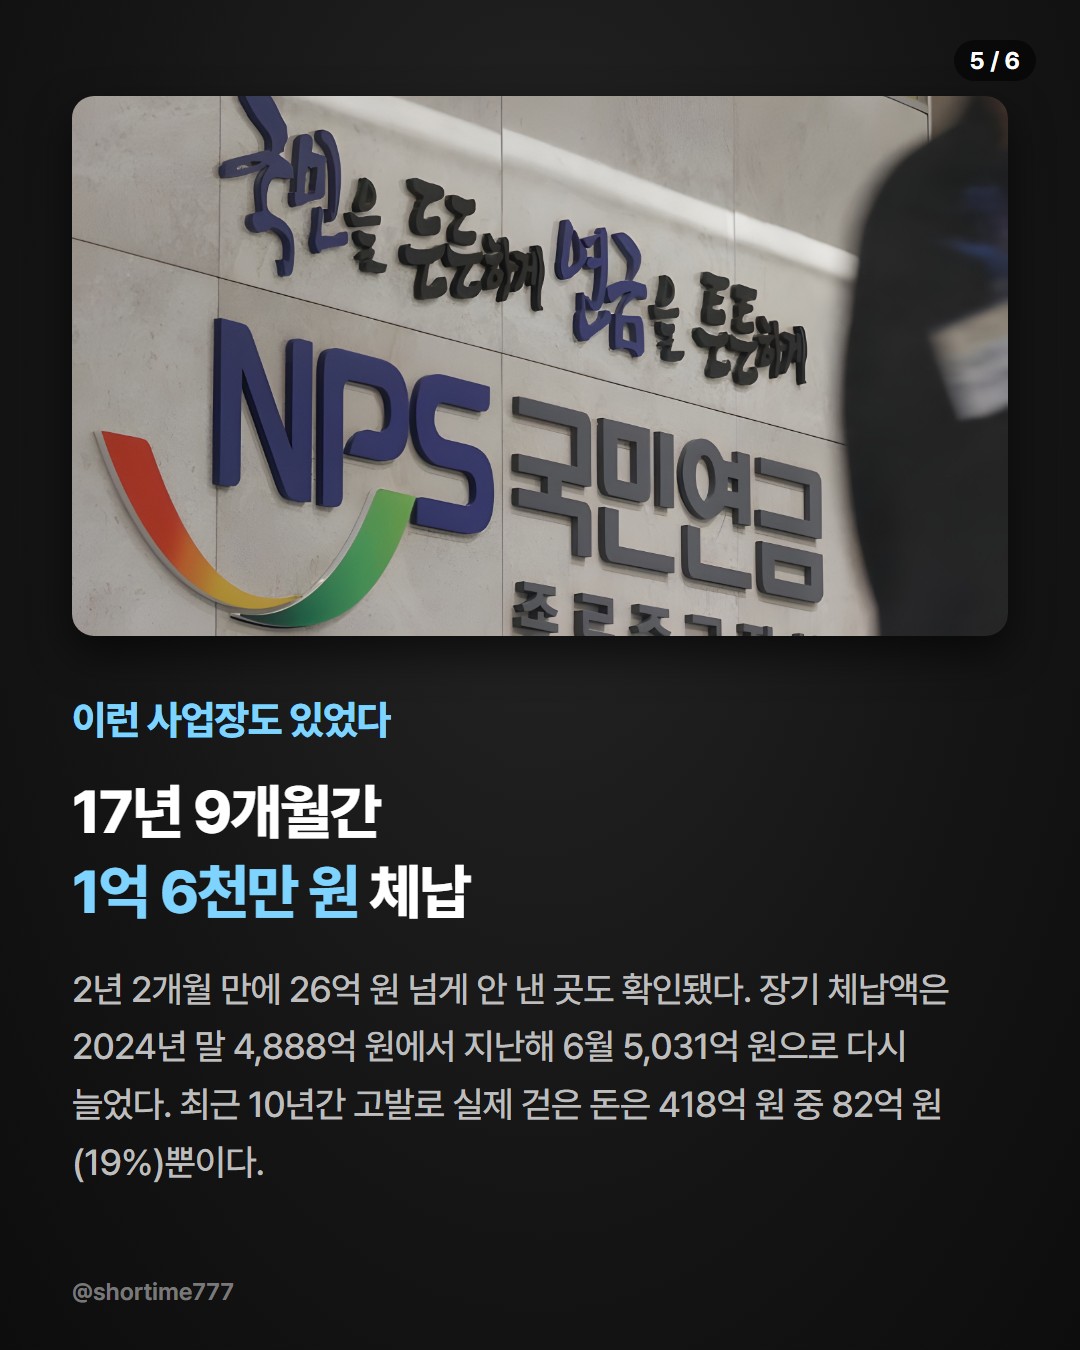 5 / 6
국민을 든든하게 연금을 튼튼하게
NPS 국민연금
이런 사업장도 있었다
17년 9개월간
1억 6천만 원 체납
2년 2개월 만에 26억 원 넘게 안 낸 곳도 확인됐다. 장기 체납액은
2024년 말 4,888억 원에서 지난해 6월 5,031억 원으로 다시
늘었다. 최근 10년간 고발로 실제 걷은 돈은 418억 원 중 82억 원
(19%)뿐이다.
@shortime777